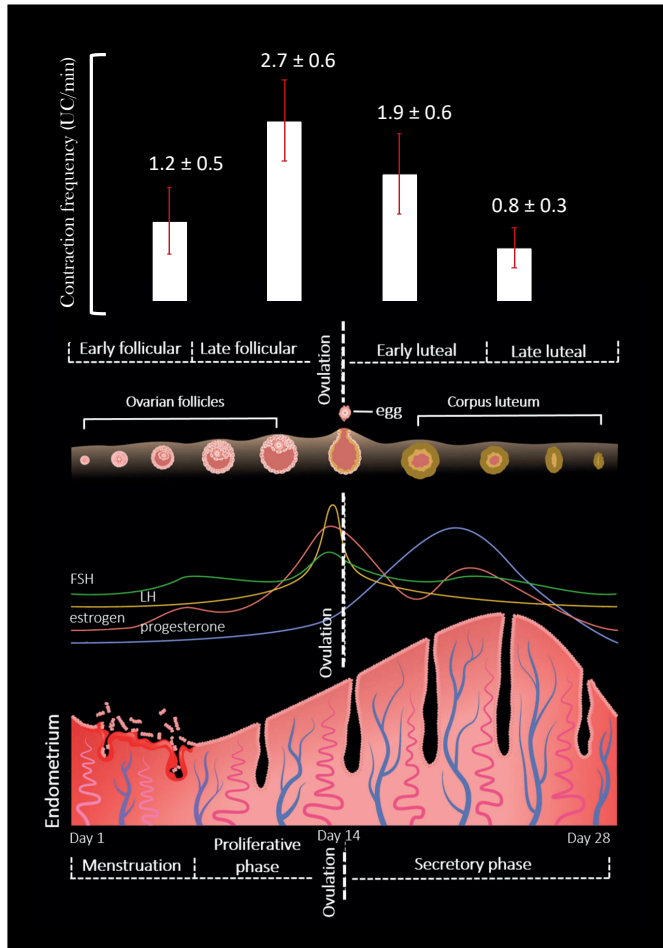 Contraction frequency (UC/min)
1.2 ± 0.5
2.7 ± 0.6
1.9 ± 0.6
0.8 ± 0.3
Early follicular
Late follicular
Ovulation
Early luteal
Late luteal
Ovarian follicles
egg
Corpus luteum
FSH
LH
estrogen
progesterone
Ovulation
Endometrium
Day 1
Day 14
Day 28
Menstruation
Proliferative
phase
Ovulation
Secretory phase